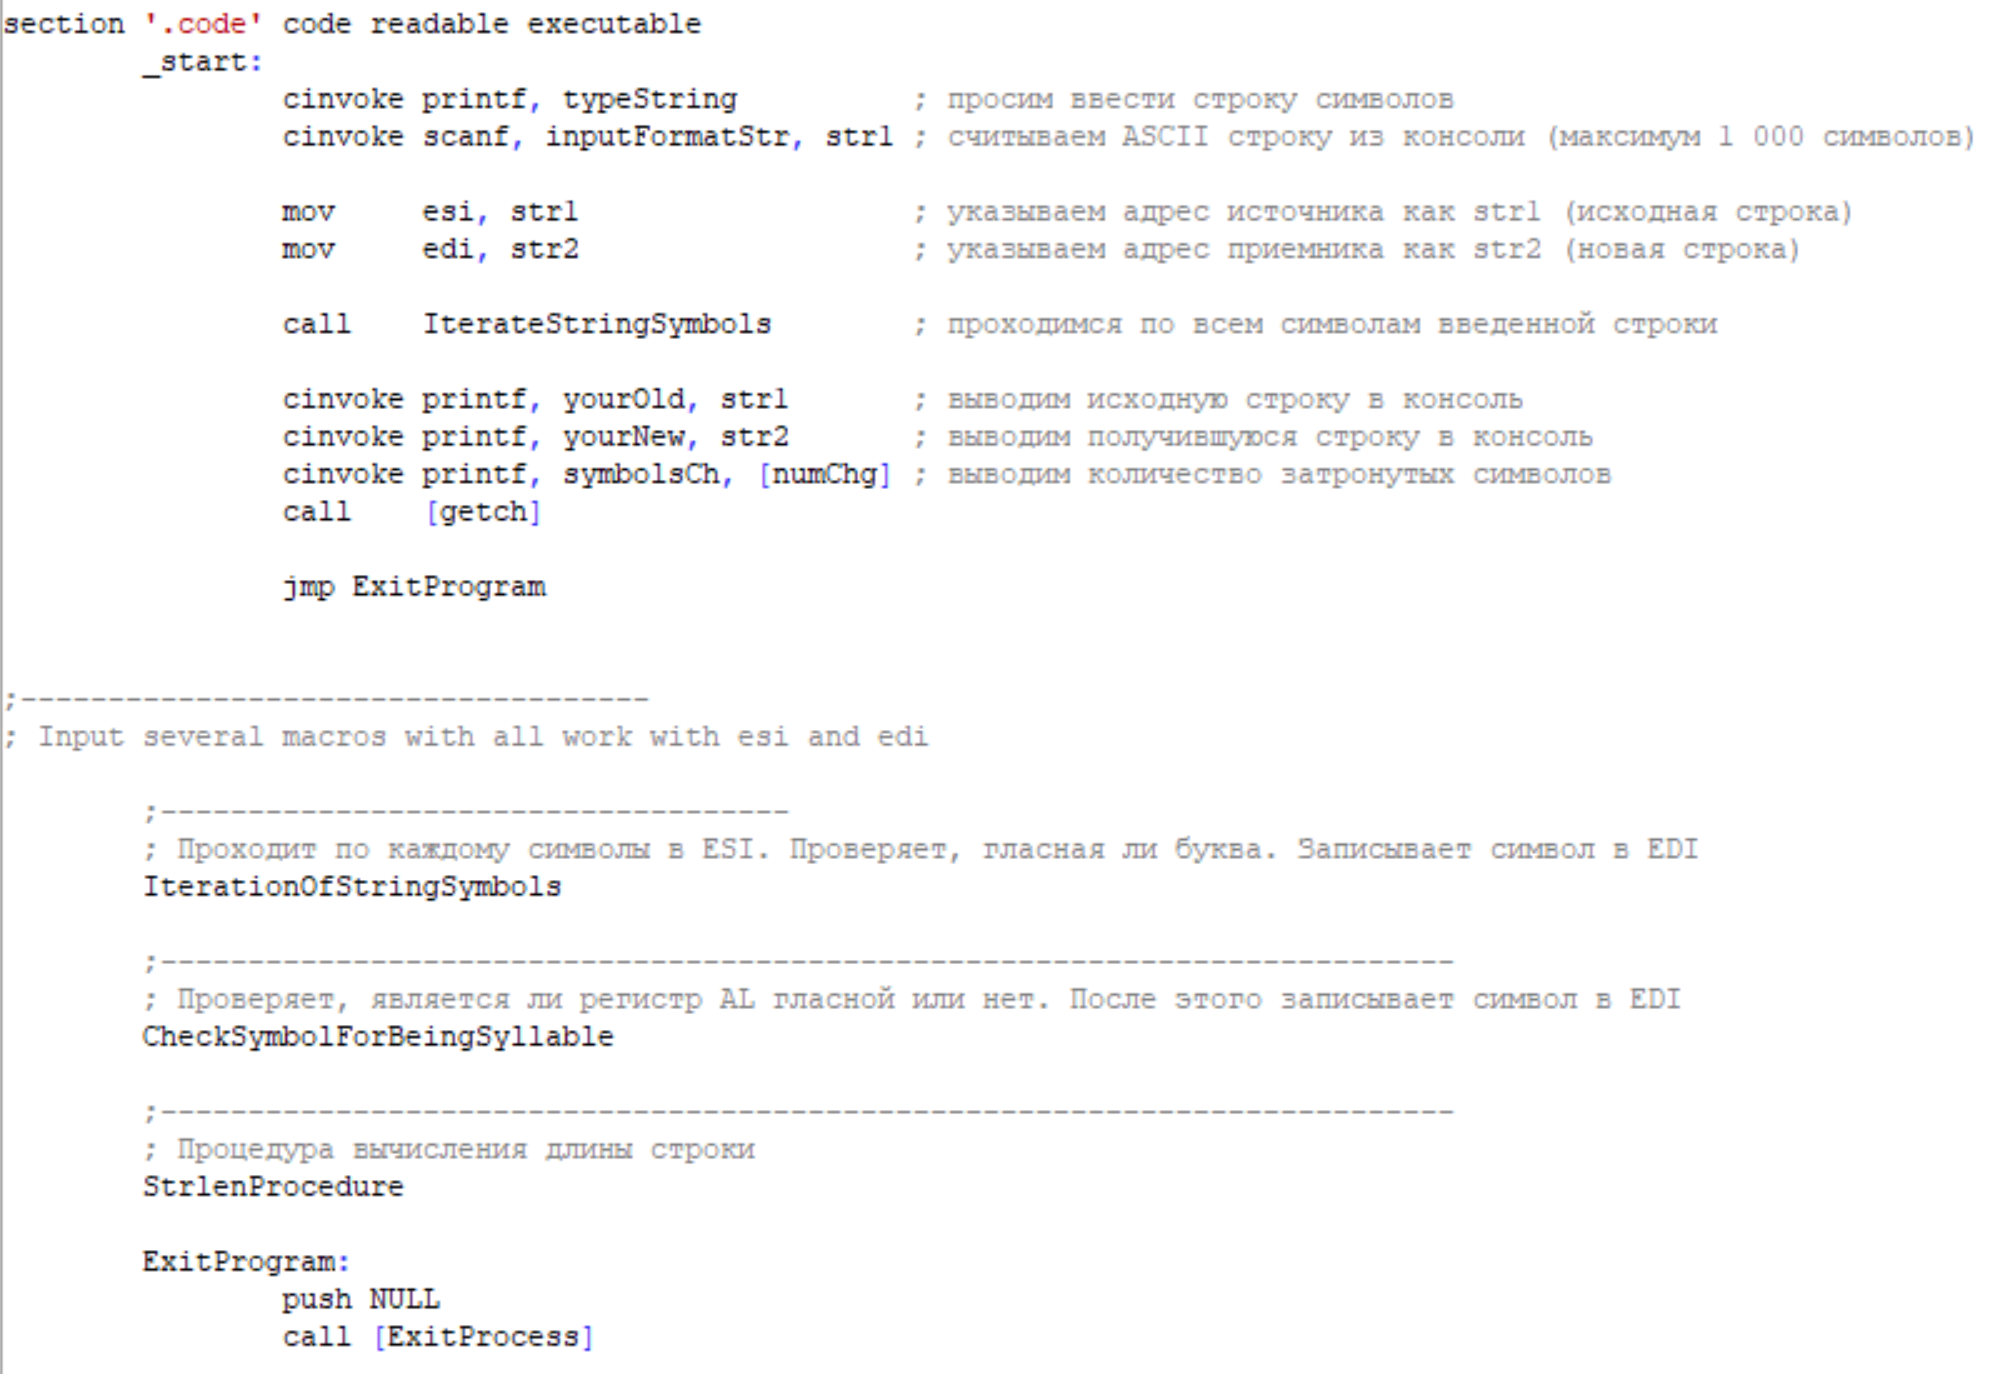 section '.code' code readable executable
_start:
cinvoke printf, typeString ; просим ввести строку символов
cinvoke scanf, inputFormatStr, str1 ; считываем ASCII строку из консоли (максимум 1 000 символов)
mov esi, str1 ; указываем адрес источника как str1 (исходная строка)
mov edi, str2 ; указываем адрес приемника как str2 (новая строка)
call IterateStringSymbols ; проходимся по всем символам введенной строки
cinvoke printf, yourOld, str1 ; выводим исходную строку в консоль
cinvoke printf, yourNew, str2 ; выводим получившуюся строку в консоль
cinvoke printf, symbolsCh, [numChg] ; выводим количество затронутых символов
call [getch]
jmp ExitProgram
;------------------------------------
; Input several macros with all work with esi and edi
;------------------------------------
; Проходит по каждому символы в ESI. Проверяет, гласная ли буква. Записывает символ в EDI
IterationOfStringSymbols
;--------------------------------------------------------------------------
; Проверяет, является ли регистр AL гласной или нет. После этого записывает символ в EDI
CheckSymbolForBeingSyllable
;--------------------------------------------------------------------------
; Процедура вычисления длины строки
StrlenProcedure
ExitProgram:
push NULL
call [ExitProcess]